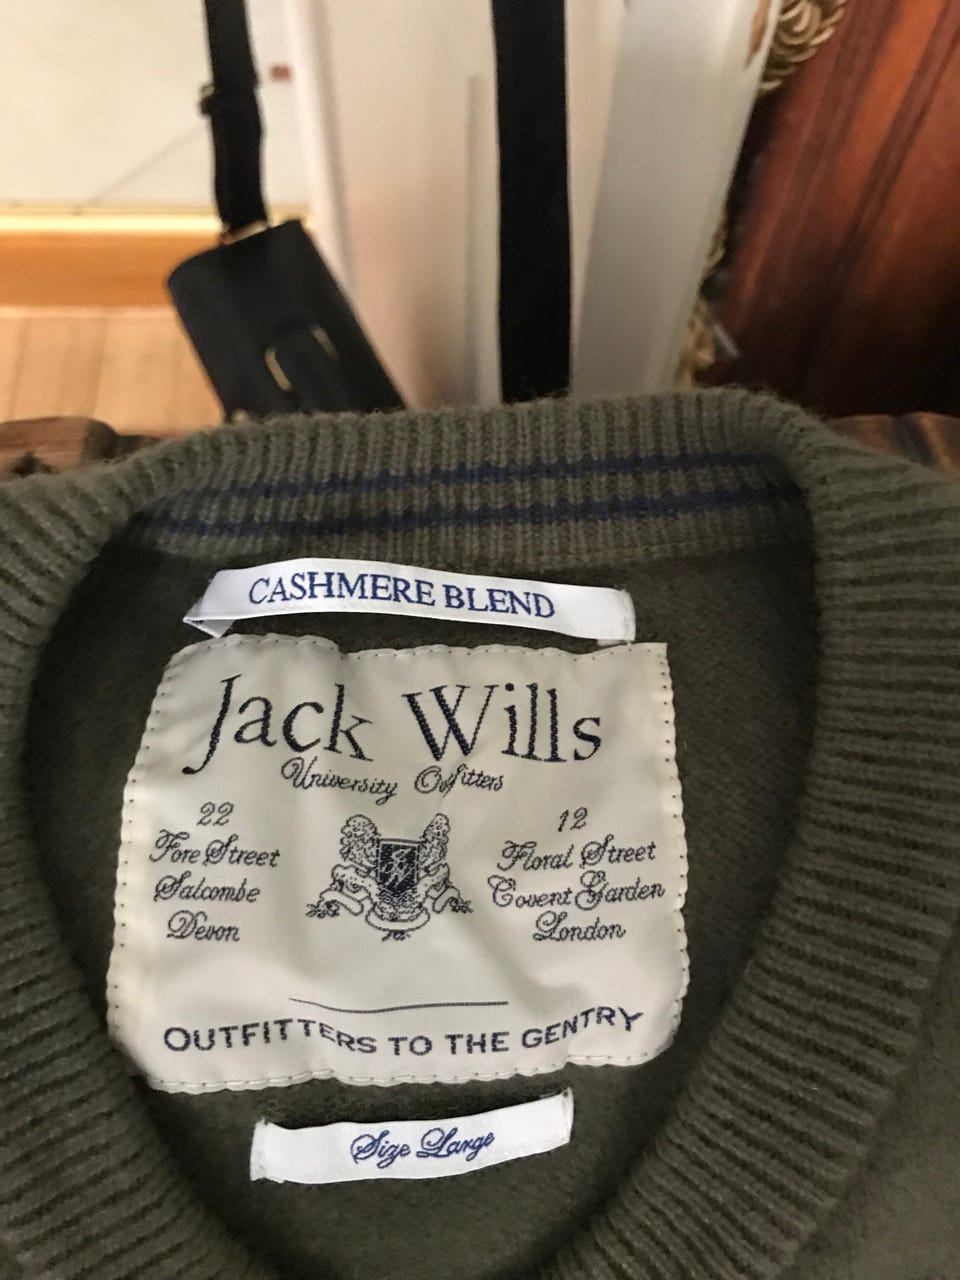 CASHMERE BLEND
Jack Wills
University Outfitters
22
Fore Street
Salcombe
Devon
12
Floral Street
Covent Garden
London
OUTFITTERS TO THE GENTRY
Size Large